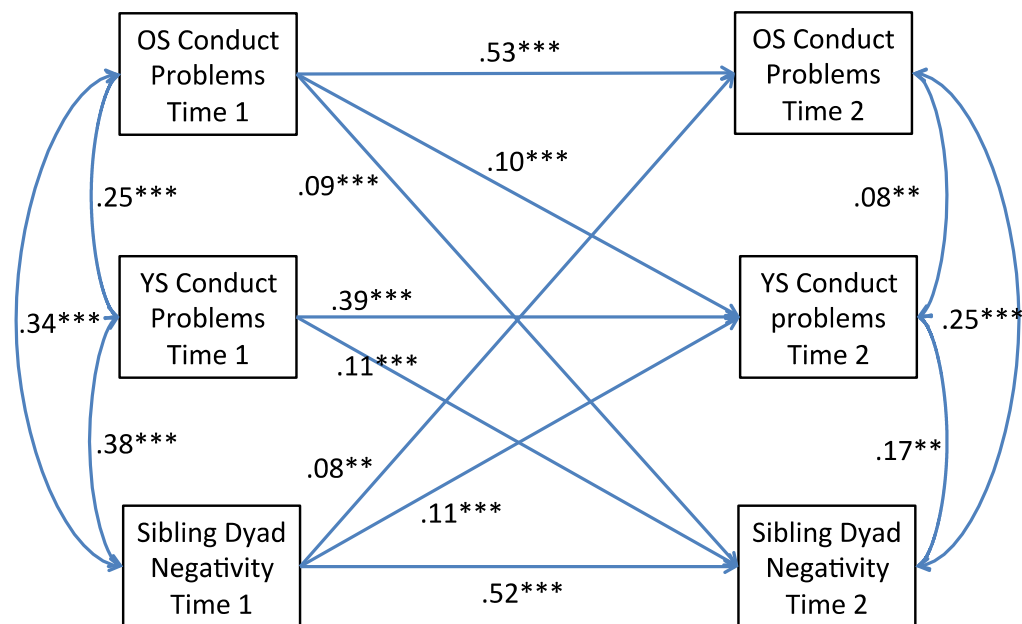 OS Conduct
Problems
Time 1
OS Conduct
Problems
Time 2
.53***
.10***
.09***
.25***
.08**
YS Conduct
Problems
Time 1
YS Conduct
problems
Time 2
.39***
.34***
.25***
.11***
.38***
.17**
.08**
.11***
Sibling Dyad
Negativity
Time 1
Sibling Dyad
Negativity
Time 2
.52***